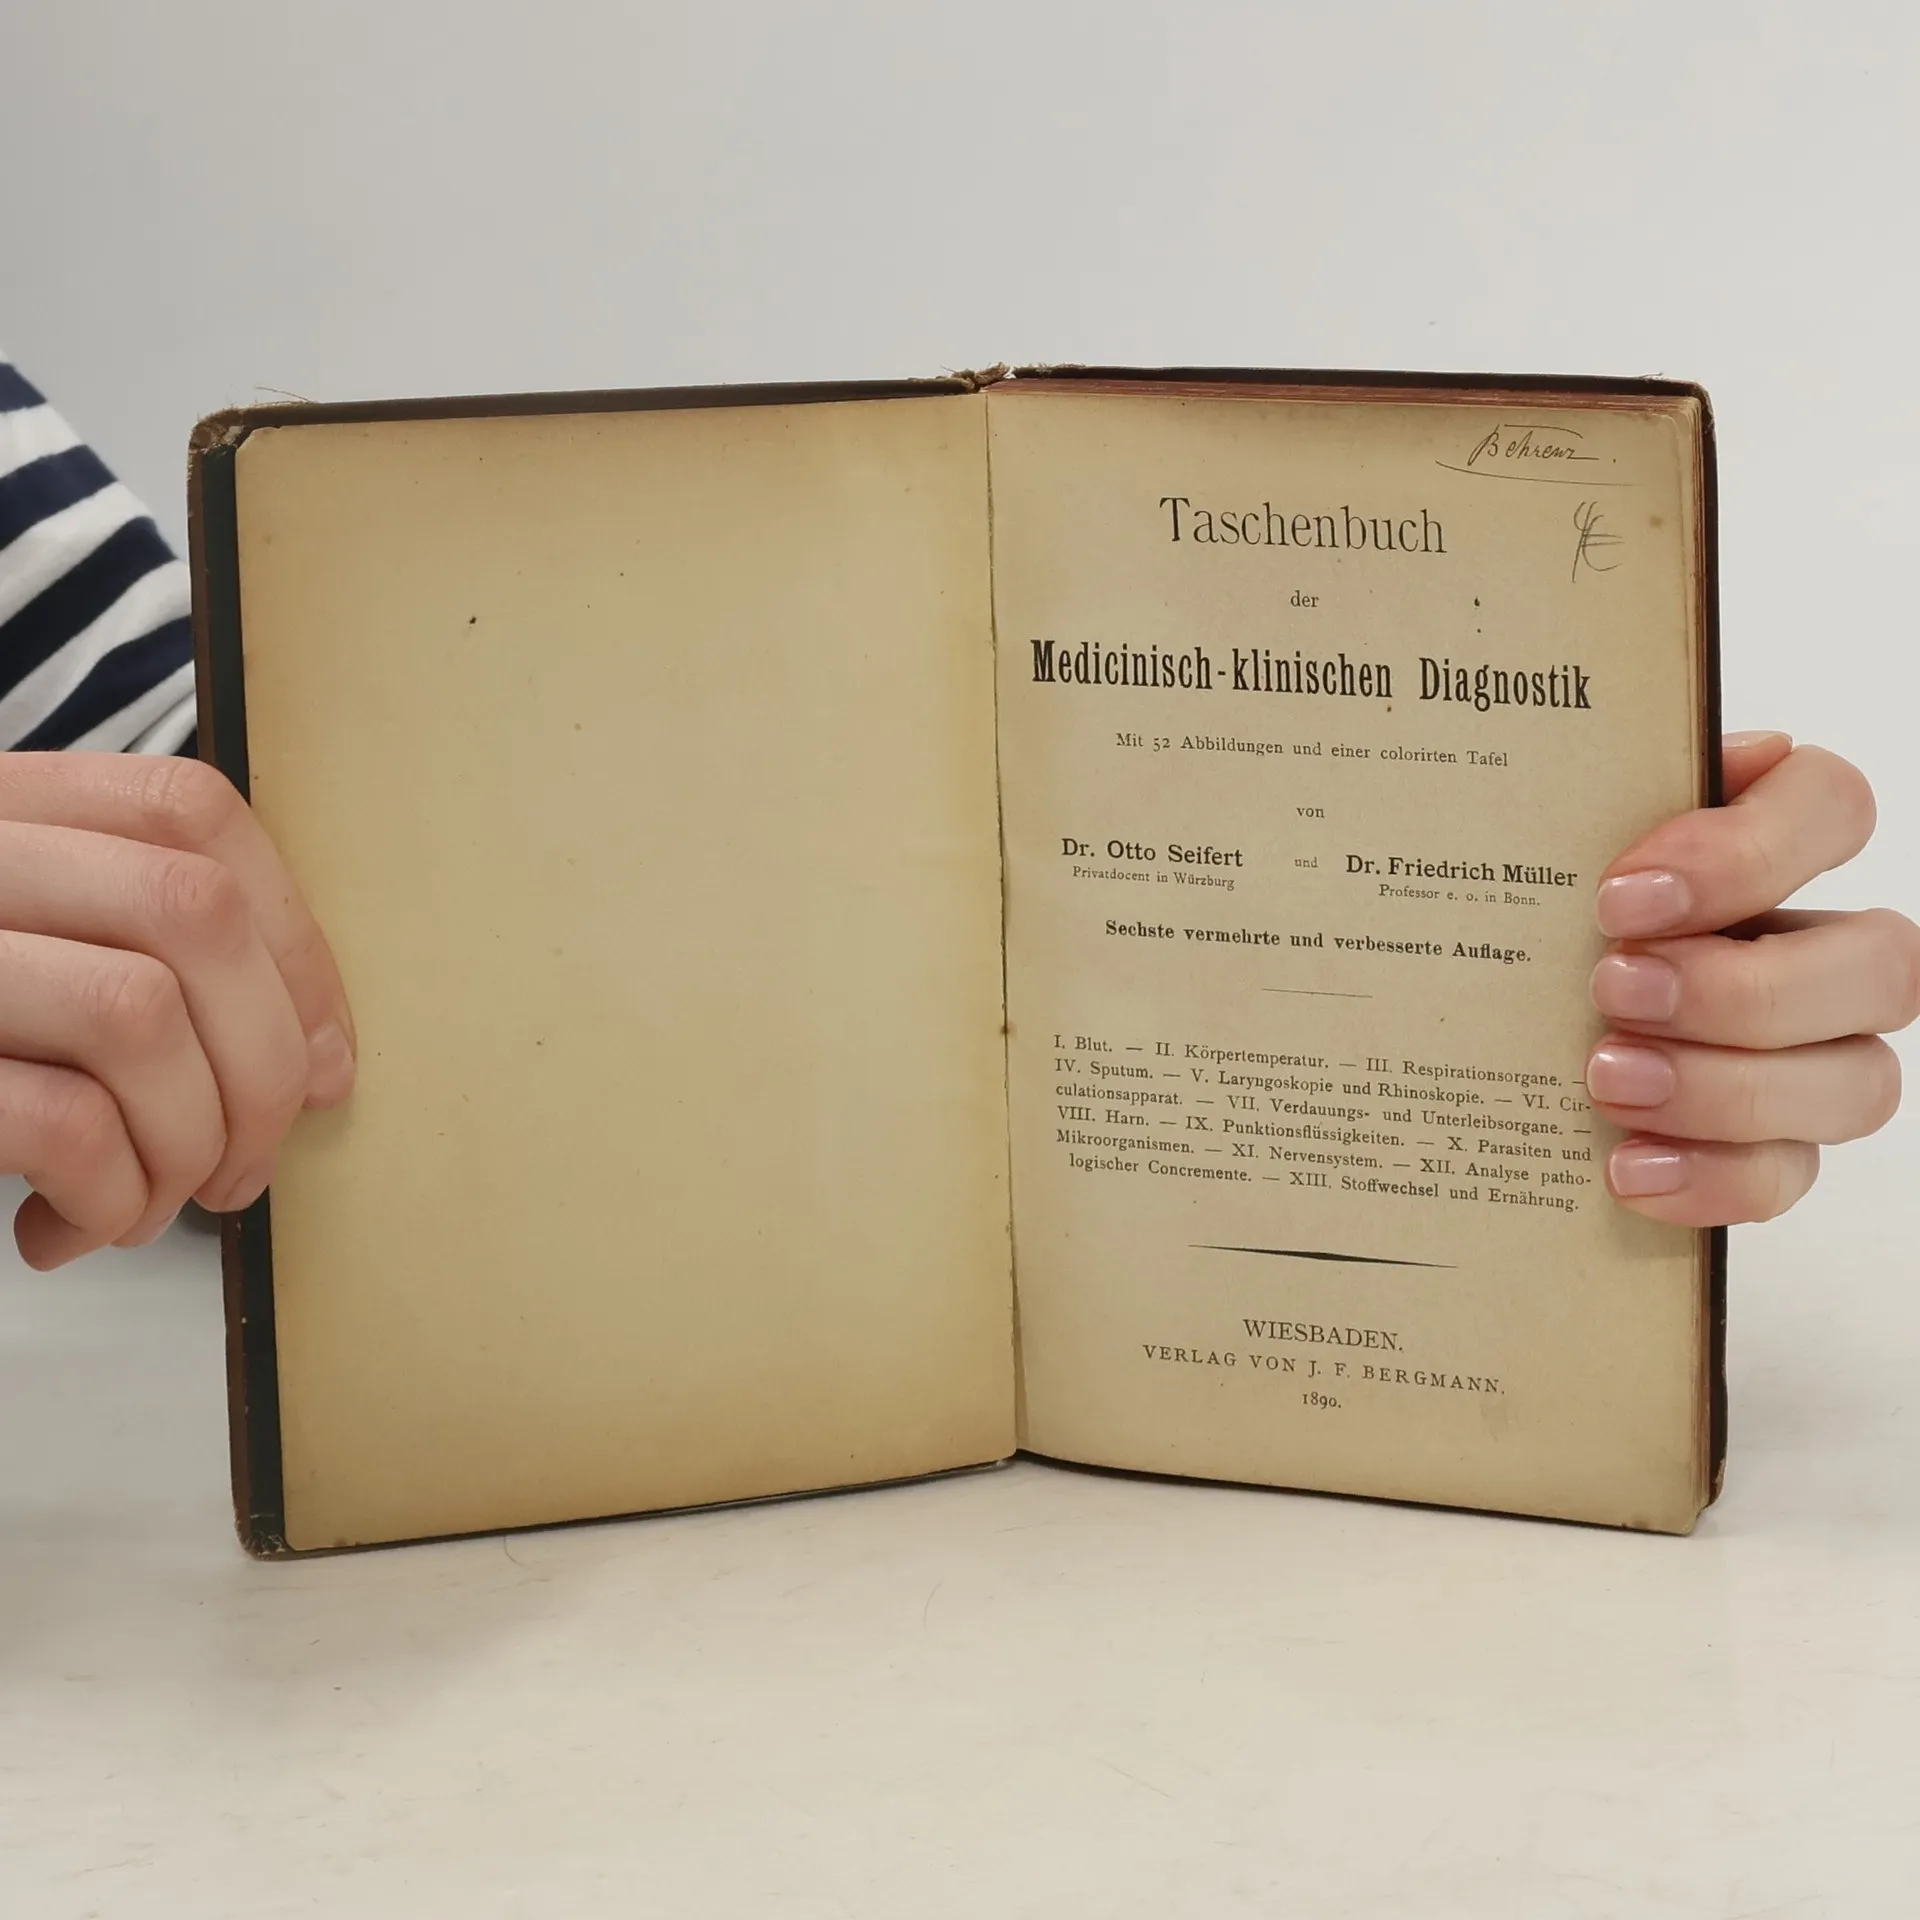 Behrenz.
Taschenbuch
4€
der
Medicinisch-klinischen Diagnostik
Mit 52 Abbildungen und einer colorirten Tafel
von
Dr. Otto Seifert und Dr. Friedrich Müller
Privatdocent in Würzburg Professor e. o. in Bonn.
Sechste vermehrte und verbesserte Auflage.
I. Blut. — II. Körpertemperatur. — III. Respirationsorgane. —
IV. Sputum. — V. Laryngoskopie und Rhinoskopie. — VI. Cir-
culationsapparat. — VII. Verdauungs- und Unterleibsorgane. —
VIII. Harn. — IX. Punktionsflüssigkeiten. — X. Parasiten und
Mikroorganismen. — XI. Nervensystem. — XII. Analyse patho-
logischer Concremente. — XIII. Stoffwechsel und Ernährung.
WIESBADEN.
VERLAG VON J. F. BERGMANN.
1890.